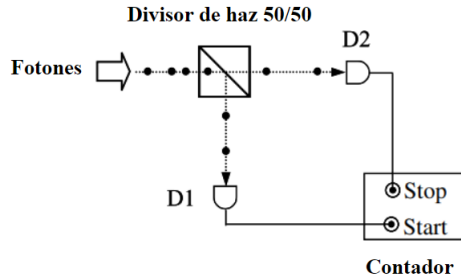 Divisor de haz 50/50
D2
Fotones
D1
Stop
Start
Contador